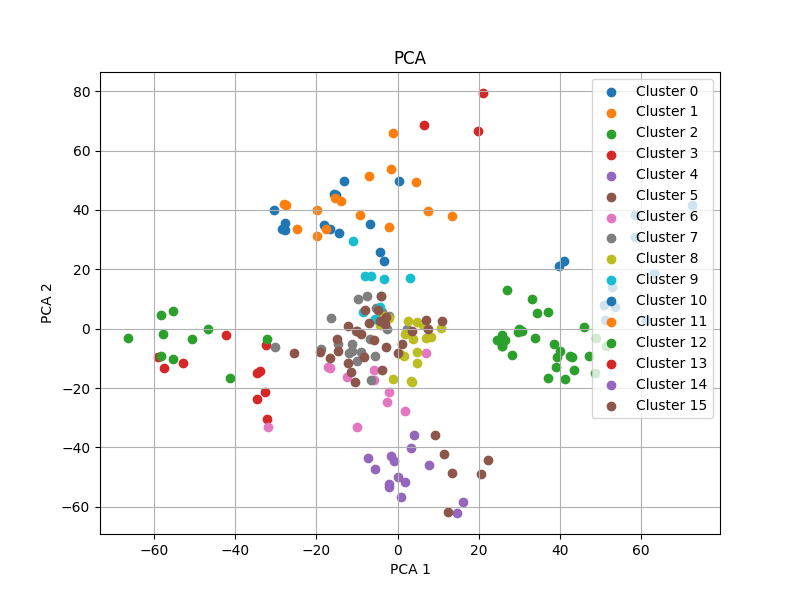 PCA
80
60
40
20
0
−20
−40
−60
PCA 2
−60
−40
−20
0
20
40
60
PCA 1
Cluster 0
Cluster 1
Cluster 2
Cluster 3
Cluster 4
Cluster 5
Cluster 6
Cluster 7
Cluster 8
Cluster 9
Cluster 10
Cluster 11
Cluster 12
Cluster 13
Cluster 14
Cluster 15